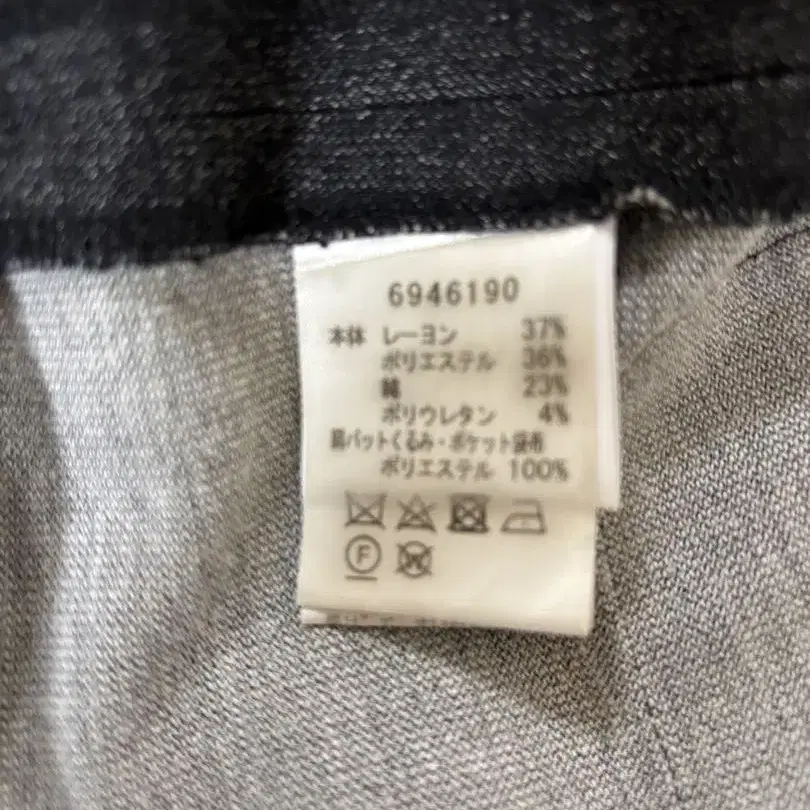 6946190
本体 レーヨン 37%
ポリエステル 36%
綿 23%
ポリウレタン 4%
肩パットくるみ・ポケット袋布
ポリエステル 100%
F